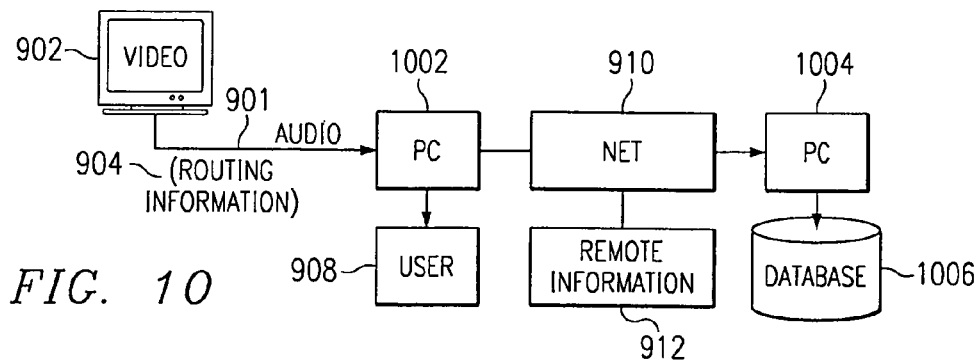 902
VIDEO
901
AUDIO
904
(ROUTING
INFORMATION)
1002
PC
908
USER
910
NET
REMOTE
INFORMATION
912
1004
PC
DATABASE
1006
FIG. 10